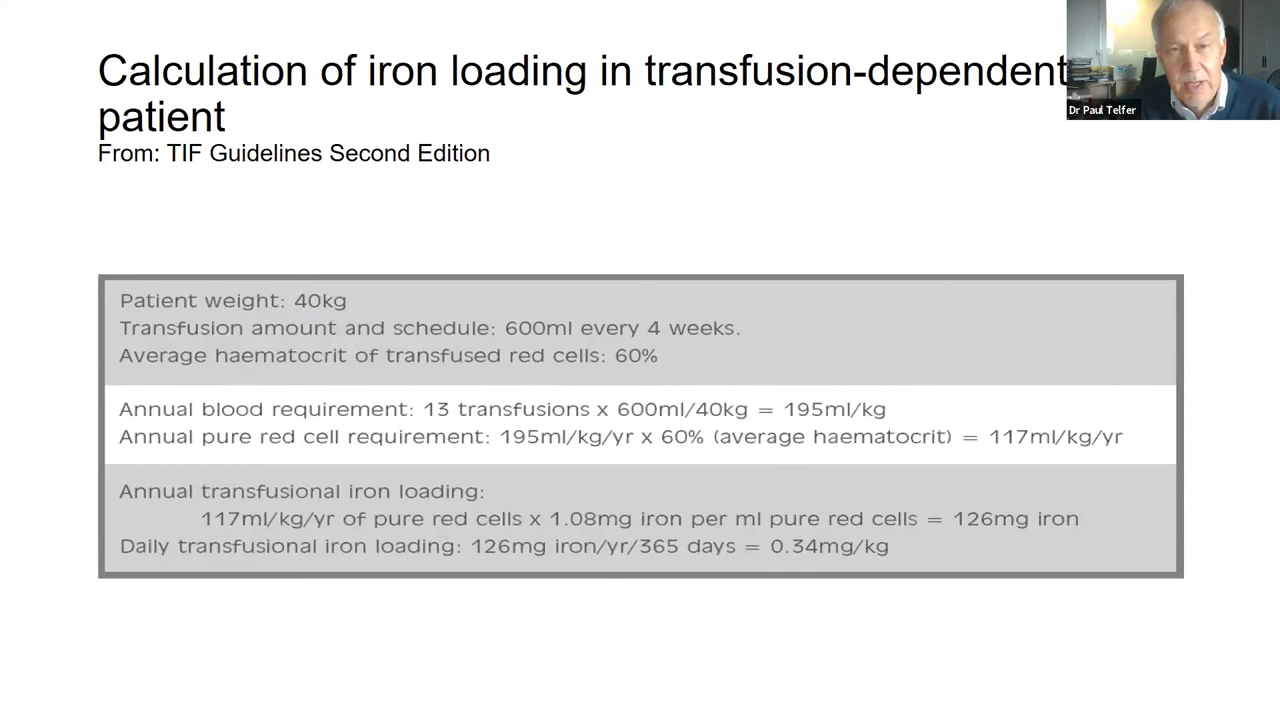 Calculation of iron loading in transfusion-dependent
patient
From: TIF Guidelines Second Edition
Dr Paul Telfer
Patient weight: 40kg
Transfusion amount and schedule: 600ml every 4 weeks.
Average haematocrit of transfused red cells: 60%
Annual blood requirement: 13 transfusions x 600ml/40kg = 195ml/kg
Annual pure red cell requirement: 195ml/kg/yr x 60% (average haematocrit) = 117ml/kg/yr
Annual transfusional iron loading:
117ml/kg/yr of pure red cells x 1.08mg iron per ml pure red cells = 126mg iron
Daily transfusional iron loading: 126mg iron/yr/365 days = 0.34mg/kg